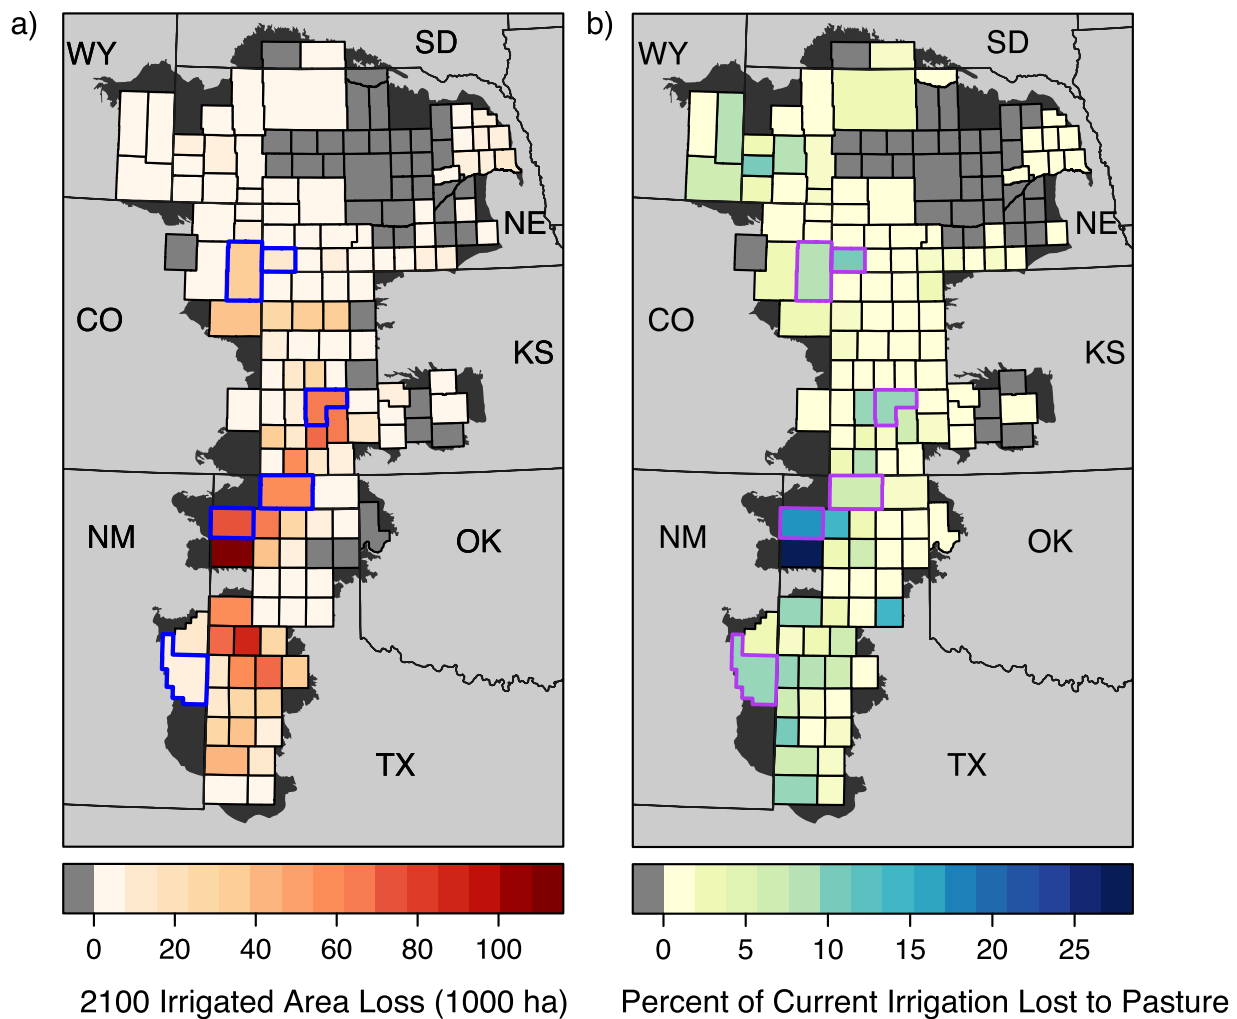 a)
WY
SD
NE
CO
KS
NM
OK
TX
0 20 40 60 80 100
2100 Irrigated Area Loss (1000 ha)
b)
WY
SD
NE
CO
KS
NM
OK
TX
0 5 10 15 20 25
Percent of Current Irrigation Lost to Pasture